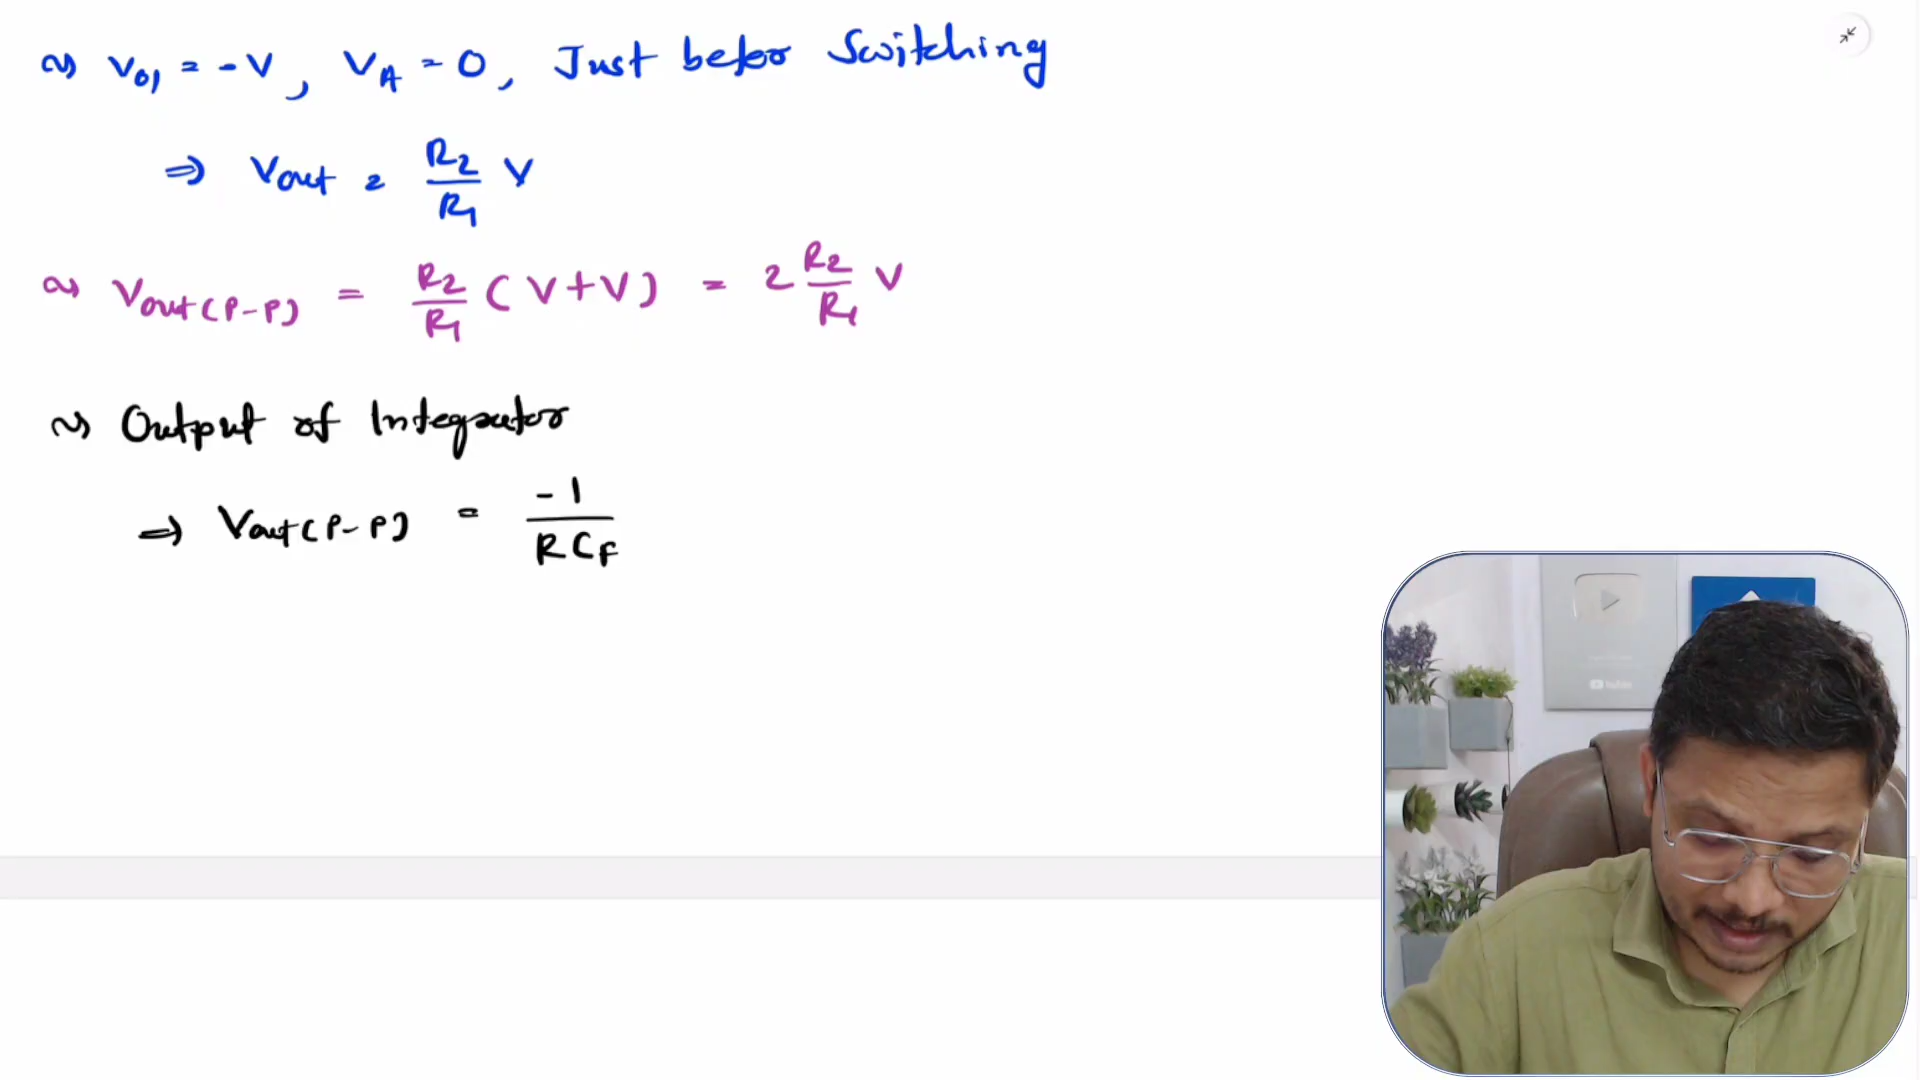 ~> Vo1 = -V, VA = 0, Just befor Switching
⇒ Vout = R2/R1 V
~> Vout(P-P) = R2/R1 (V+V) = 2 R2/R1 V
~> Output of Integrator
⇒ Vout(P-P) = -1/RCF